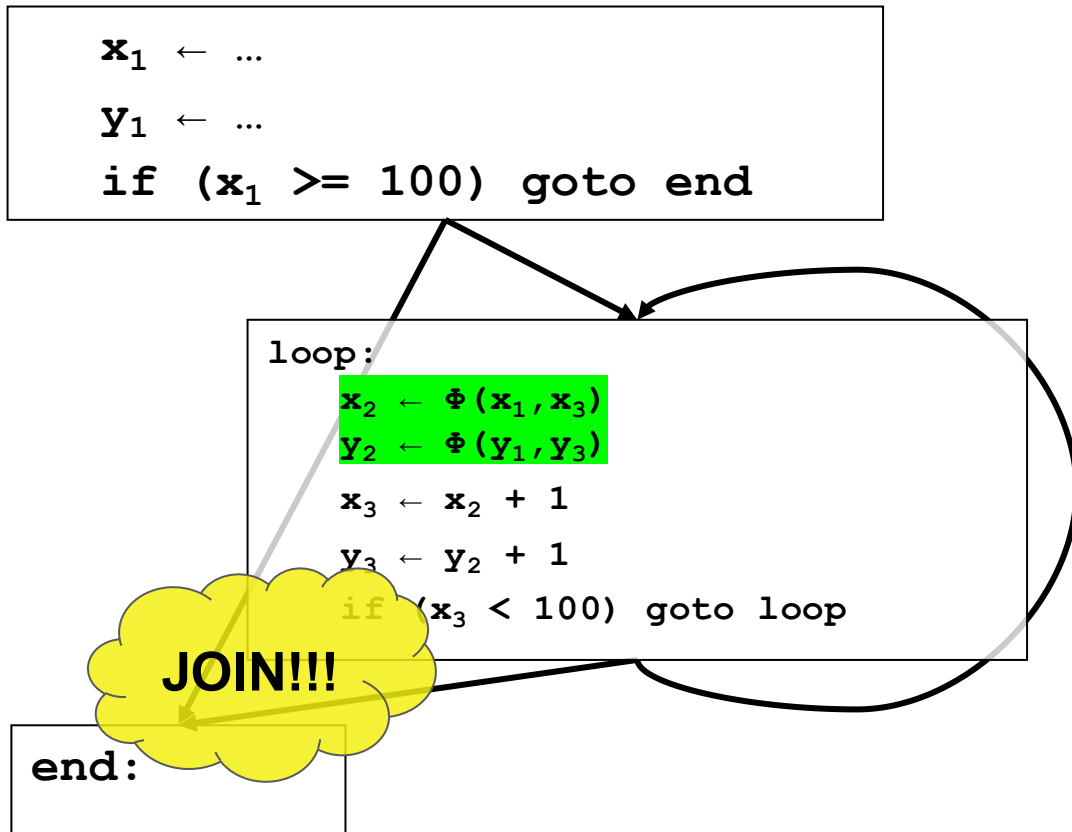 x₁ ← …
y₁ ← …
if (x₁ >= 100) goto end
loop:
x₂ ← Φ(x₁,x₃)
y₂ ← Φ(y₁,y₃)
x₃ ← x₂ + 1
y₃ ← y₂ + 1
if (x₃ < 100) goto loop
JOIN!!!
end: